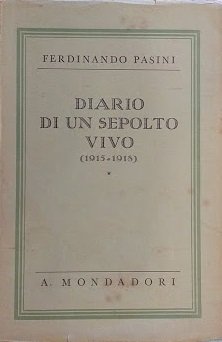 FERDINANDO PASINI
DIARIO
DI UN SEPOLTO
VIVO
(1915-1918)
*
A. MONDADORI